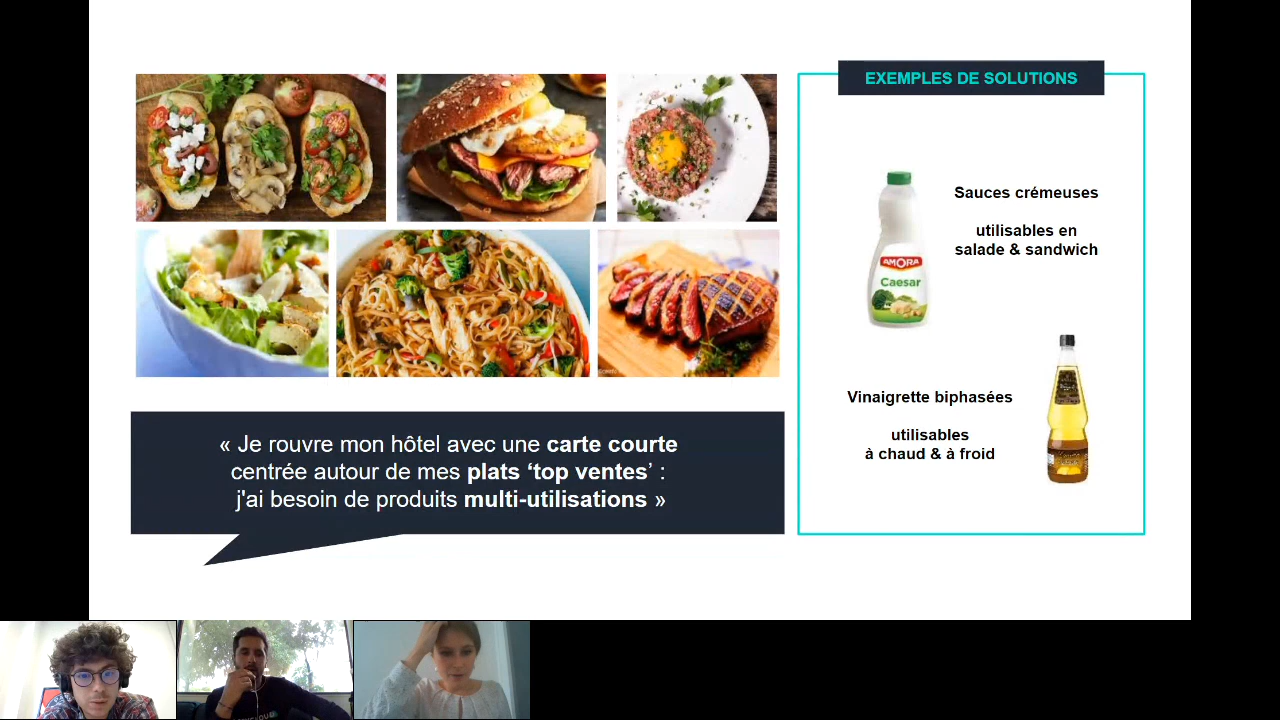 EXEMPLES DE SOLUTIONS
Sauces crémeuses
utilisables en
salade & sandwich
AMORA
Caesar
Vinaigrette biphasées
utilisables
à chaud & à froid
« Je rouvre mon hôtel avec une carte courte
centrée autour de mes plats ‘top ventes’ :
j'ai besoin de produits multi-utilisations »